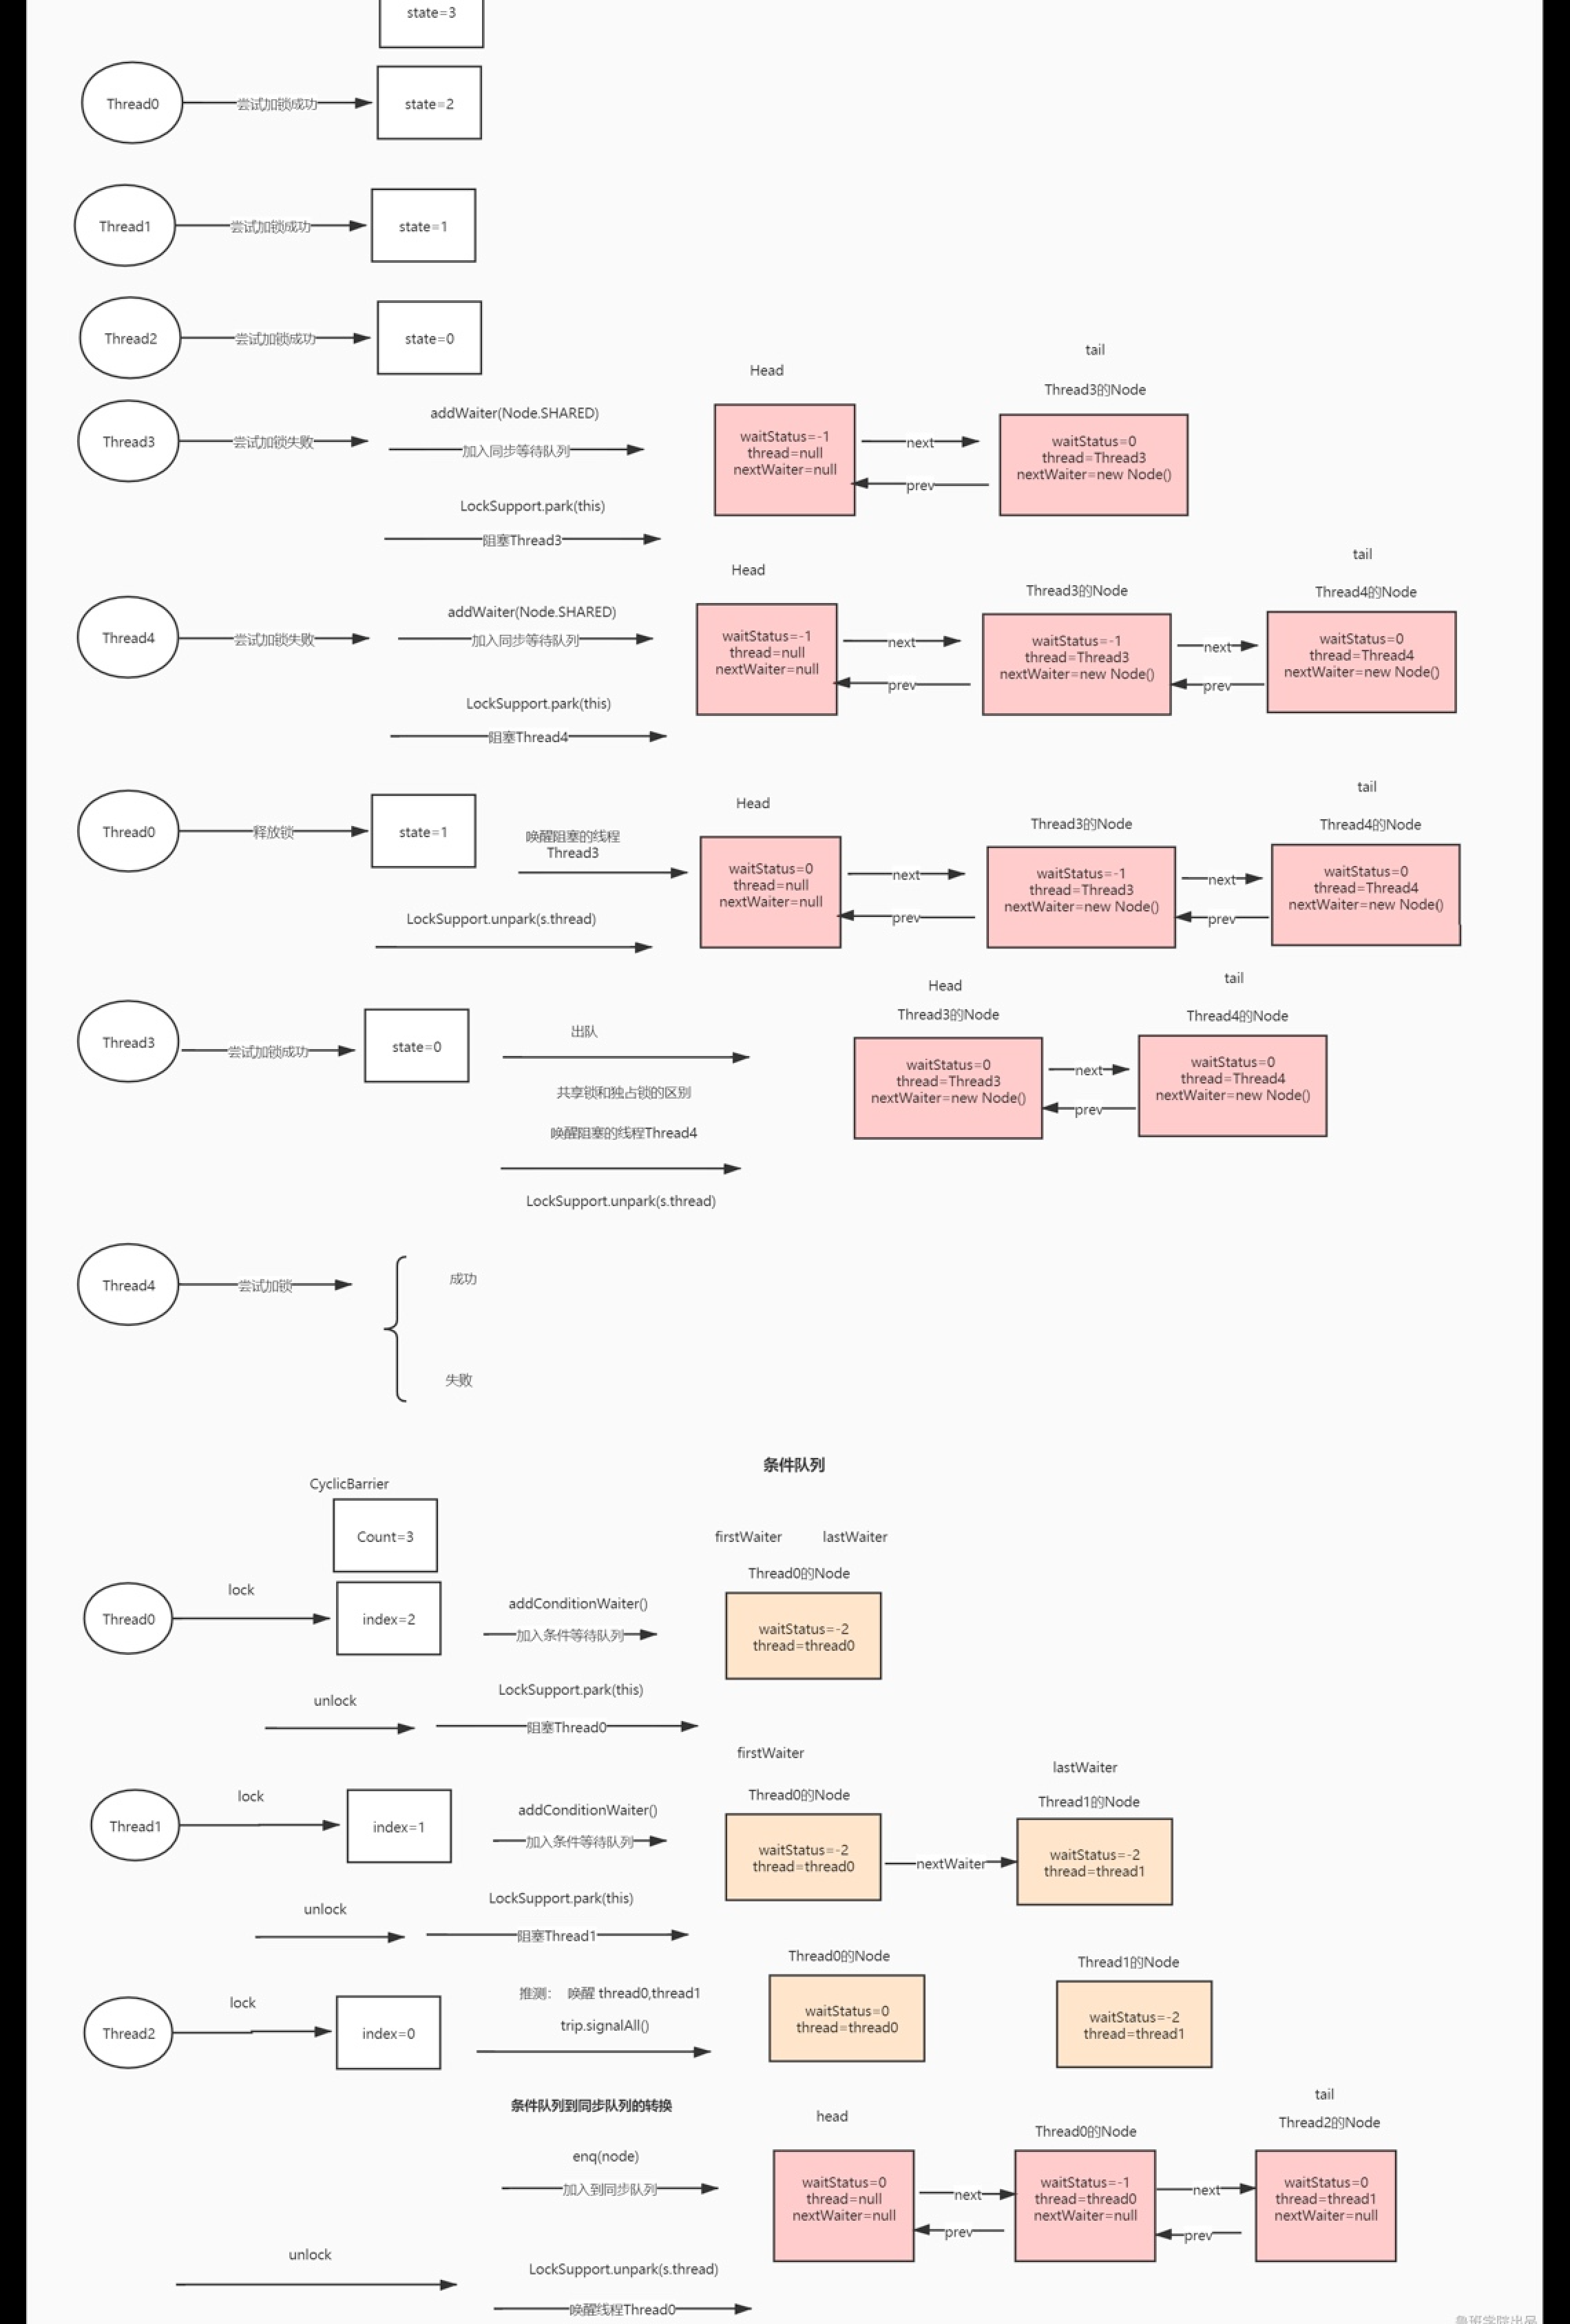 state=3
Thread0
尝试加锁成功
state=2
Thread1
尝试加锁成功
state=1
Thread2
尝试加锁成功
state=0
tail
Head
Thread3的Node
Thread3
尝试加锁失败
addWaiter(Node.SHARED)
加入同步等待队列
waitStatus=-1
thread=null
nextWaiter=null
next
prev
waitStatus=0
thread=Thread3
nextWaiter=new Node()
LockSupport.park(this)
阻塞Thread3
tail
Head
Thread3的Node
Thread4的Node
Thread4
尝试加锁失败
addWaiter(Node.SHARED)
加入同步等待队列
waitStatus=-1
thread=null
nextWaiter=null
next
prev
waitStatus=-1
thread=Thread3
nextWaiter=new Node()
next
prev
waitStatus=0
thread=Thread4
nextWaiter=new Node()
LockSupport.park(this)
阻塞Thread4
tail
Head
Thread3的Node
Thread4的Node
Thread0
释放锁
state=1
唤醒阻塞的线程
Thread3
waitStatus=0
thread=null
nextWaiter=null
next
prev
waitStatus=-1
thread=Thread3
nextWaiter=new Node()
next
prev
waitStatus=0
thread=Thread4
nextWaiter=new Node()
LockSupport.unpark(s.thread)
tail
Head
Thread3的Node
Thread4的Node
Thread3
尝试加锁成功
state=0
出队
共享锁和独占锁的区别
唤醒阻塞的线程Thread4
LockSupport.unpark(s.thread)
waitStatus=0
thread=Thread3
nextWaiter=new Node()
next
prev
waitStatus=0
thread=Thread4
nextWaiter=new Node()
Thread4
尝试加锁
成功
失败
条件队列
CyclicBarrier
Count=3
firstWaiter
lastWaiter
Thread0的Node
Thread0
lock
index=2
addConditionWaiter()
加入条件等待队列
waitStatus=-2
thread=thread0
unlock
LockSupport.park(this)
阻塞Thread0
firstWaiter
lastWaiter
Thread0的Node
Thread1的Node
Thread1
lock
index=1
addConditionWaiter()
加入条件等待队列
waitStatus=-2
thread=thread0
nextWaiter
waitStatus=-2
thread=thread1
unlock
LockSupport.park(this)
阻塞Thread1
Thread0的Node
Thread1的Node
Thread2
lock
index=0
推测： 唤醒 thread0,thread1
trip.signalAll()
waitStatus=0
thread=thread0
waitStatus=-2
thread=thread1
条件队列到同步队列的转换
tail
head
Thread0的Node
Thread2的Node
enq(node)
加入到同步队列
waitStatus=0
thread=null
nextWaiter=null
next
prev
waitStatus=-1
thread=thread0
nextWaiter=null
next
prev
waitStatus=0
thread=thread1
nextWaiter=null
unlock
LockSupport.unpark(s.thread)
唤醒线程Thread0
鲁班学院出品